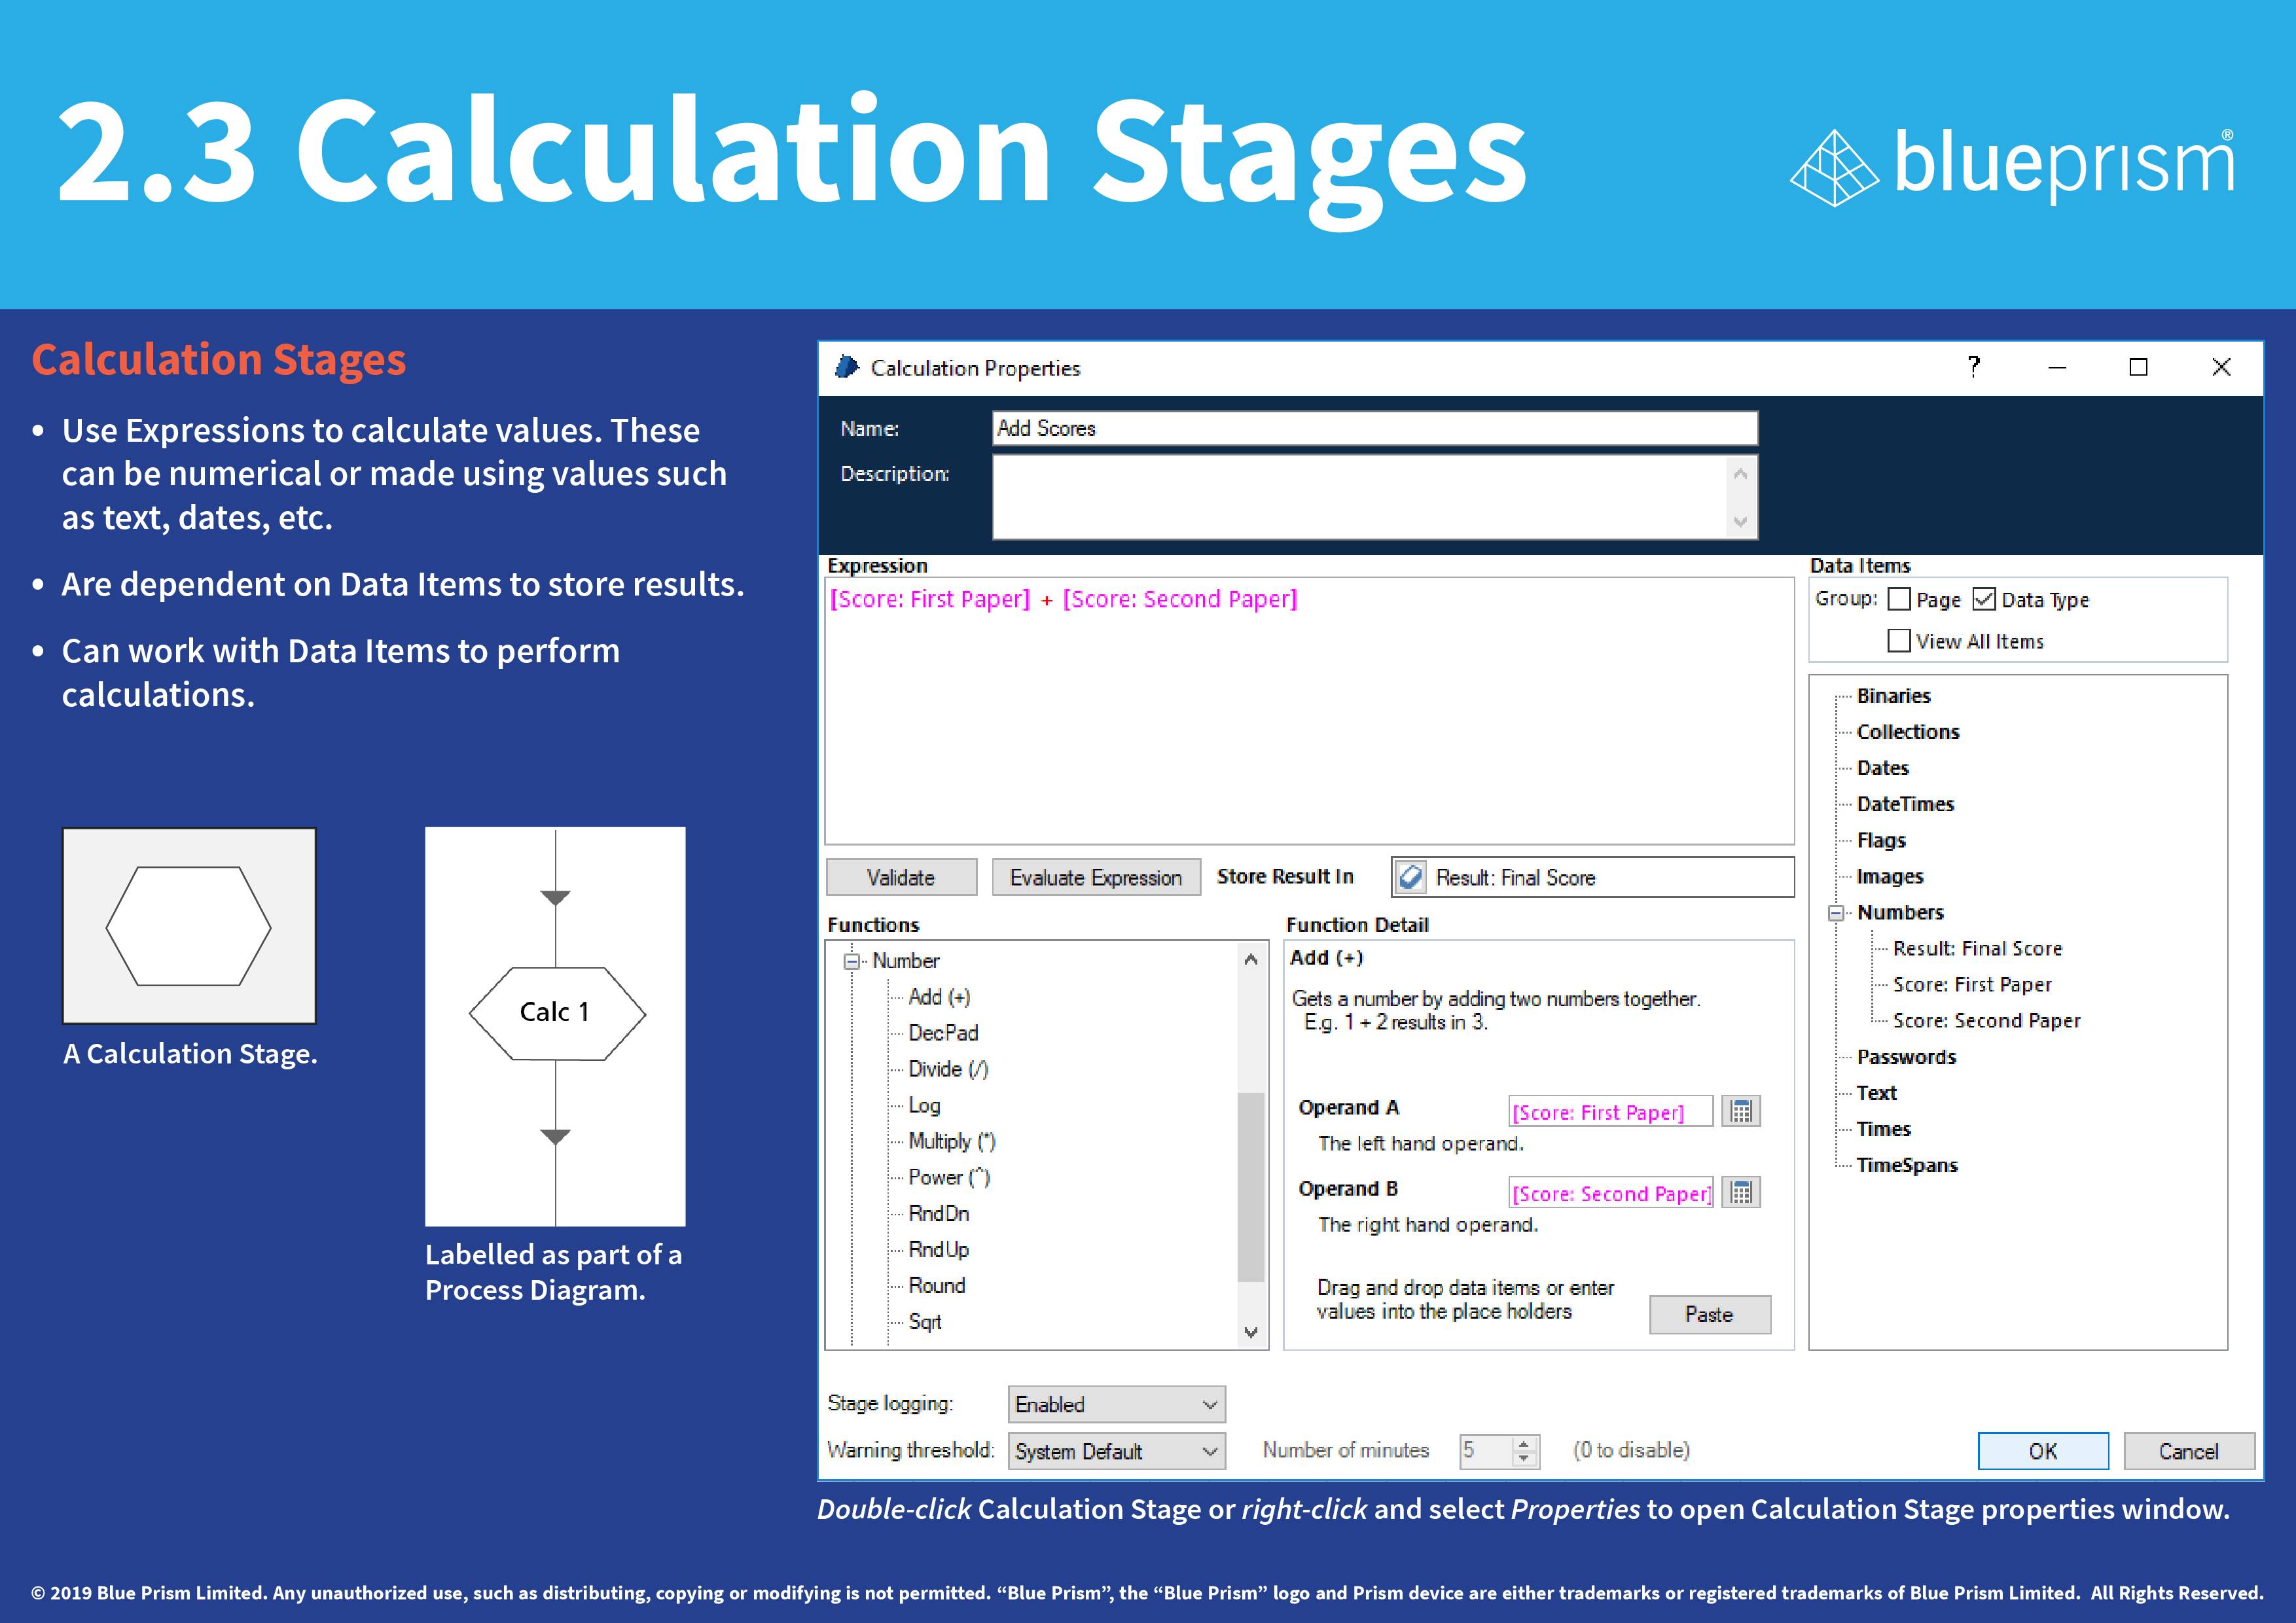 2.3 Calculation Stages
blueprism®
Calculation Stages
• Use Expressions to calculate values. These
can be numerical or made using values such
as text, dates, etc.
• Are dependent on Data Items to store results.
• Can work with Data Items to perform
calculations.
A Calculation Stage.
Calc 1
Labelled as part of a
Process Diagram.
Calculation Properties
Name: Add Scores
Description:
Expression
[Score: First Paper] + [Score: Second Paper]
Validate Evaluate Expression Store Result In Result: Final Score
Functions
Number
Add (+)
DecPad
Divide (/)
Log
Multiply (*)
Power (^)
RndDn
RndUp
Round
Sqrt
Function Detail
Add (+)
Gets a number by adding two numbers together.
E.g. 1 + 2 results in 3.
Operand A [Score: First Paper]
The left hand operand.
Operand B [Score: Second Paper]
The right hand operand.
Drag and drop data items or enter
values into the place holders
Paste
Data Items
Group: Page Data Type
View All Items
Binaries
Collections
Dates
DateTimes
Flags
Images
Numbers
Result: Final Score
Score: First Paper
Score: Second Paper
Passwords
Text
Times
TimeSpans
Stage logging: Enabled
Warning threshold: System Default Number of minutes 5 (0 to disable)
OK Cancel
Double-click Calculation Stage or right-click and select Properties to open Calculation Stage properties window.
© 2019 Blue Prism Limited. Any unauthorized use, such as distributing, copying or modifying is not permitted. “Blue Prism”, the “Blue Prism” logo and Prism device are either trademarks or registered trademarks of Blue Prism Limited. All Rights Reserved.